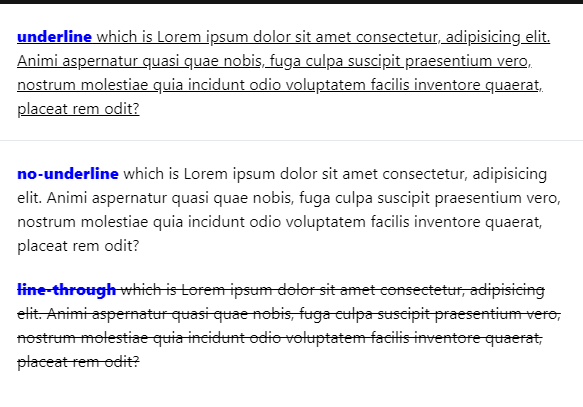 underline which is Lorem ipsum dolor sit amet consectetur, adipisicing elit.
Animi aspernatur quasi quae nobis, fuga culpa suscipit praesentium vero,
nostrum molestiae quia incidunt odio voluptatem facilis inventore quaerat,
placeat rem odit?
no-underline which is Lorem ipsum dolor sit amet consectetur, adipisicing
elit. Animi aspernatur quasi quae nobis, fuga culpa suscipit praesentium vero,
nostrum molestiae quia incidunt odio voluptatem facilis inventore quaerat,
placeat rem odit?
line-through which is Lorem ipsum dolor sit amet consectetur, adipisicing
elit. Animi aspernatur quasi quae nobis, fuga culpa suscipit praesentium vero,
nostrum molestiae quia incidunt odio voluptatem facilis inventore quaerat,
placeat rem odit?